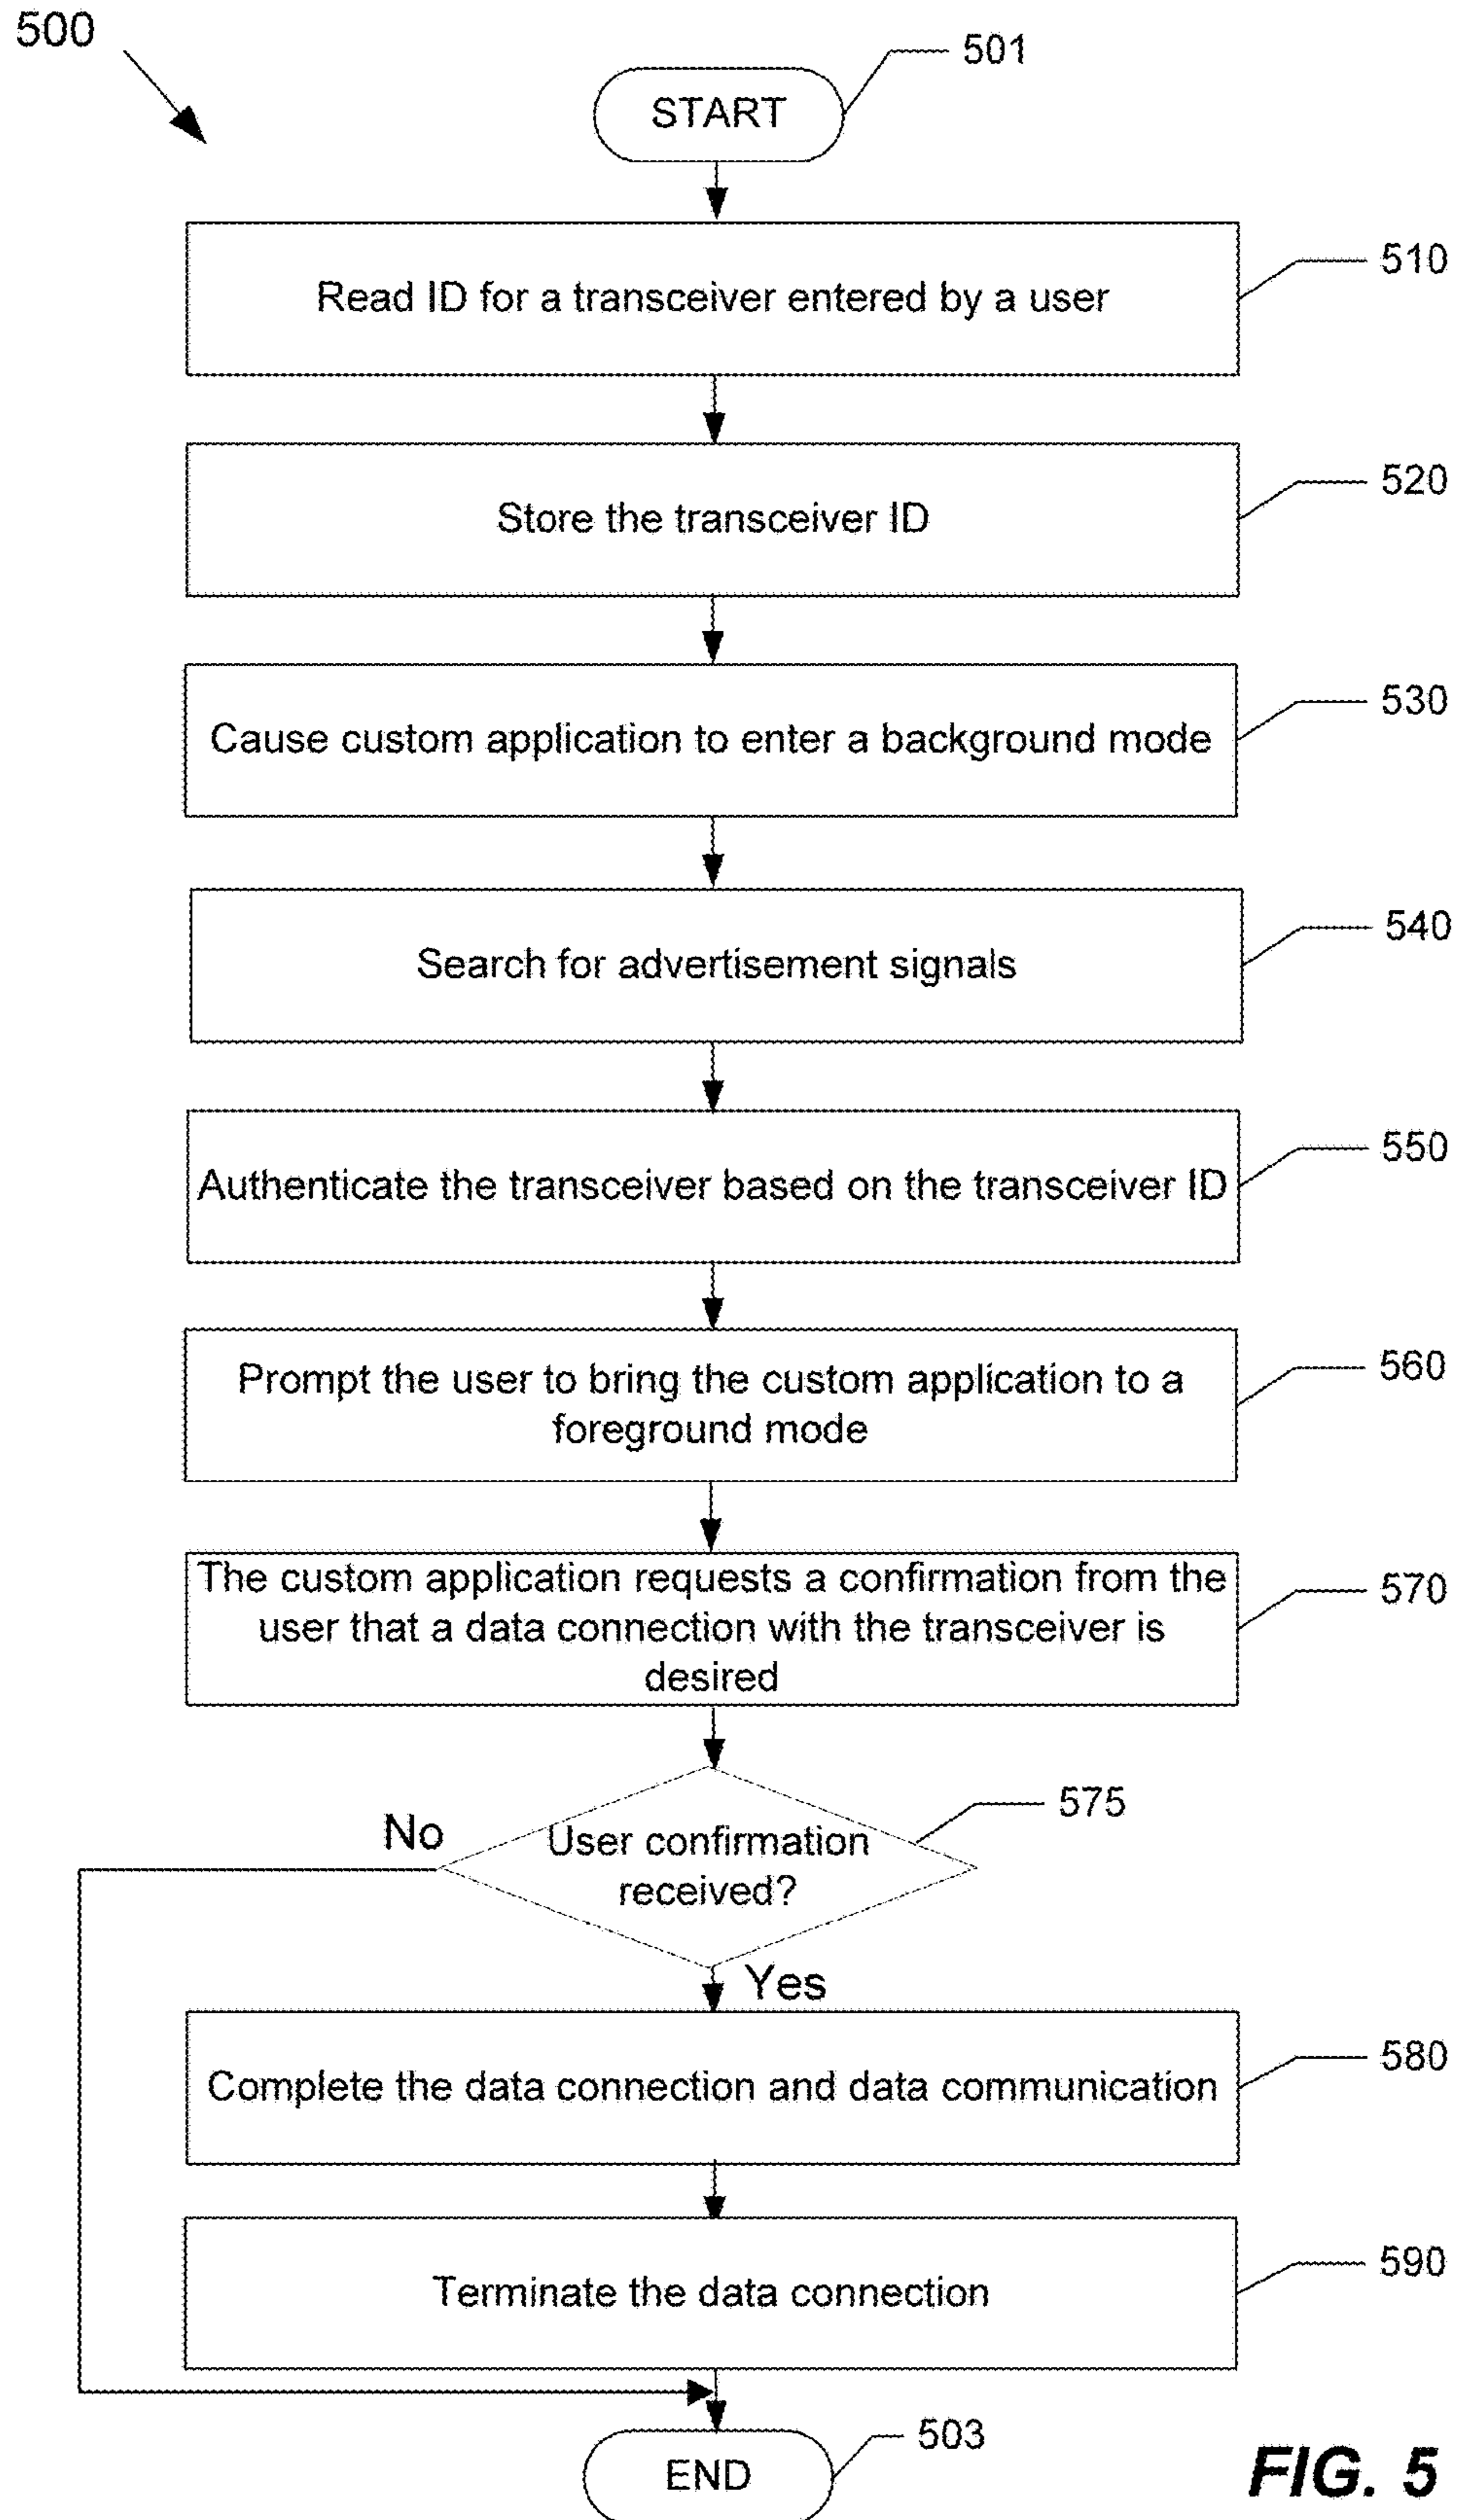 500
501
START
510
Read ID for a transceiver entered by a user
520
Store the transceiver ID
530
Cause custom application to enter a background mode
540
Search for advertisement signals
550
Authenticate the transceiver based on the transceiver ID
560
Prompt the user to bring the custom application to a
foreground mode
570
The custom application requests a confirmation from the
user that a data connection with the transceiver is
desired
575
No
User confirmation
received?
Yes
580
Complete the data connection and data communication
590
Terminate the data connection
503
END
FIG. 5